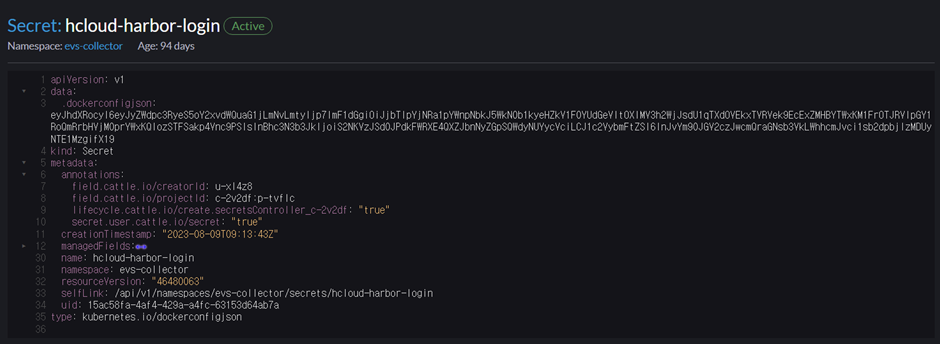 Secret: hcloud-harbor-login Active
Namespace: evs-collector Age: 94 days
1 apiVersion: v1
2 data:
3 .dockerconfigjson:
4 kind: Secret
5 metadata:
6 annotations:
7 field.cattle.io/creatorId: u-xl4z8
8 field.cattle.io/projectId: c-2v2df:p-tvflc
9 lifecycle.cattle.io/create.secretsController_c-2v2df: "true"
10 secret.user.cattle.io/secret: "true"
11 creationTimestamp: "2023-08-09T09:13:43Z"
12 managedFields:
30 name: hcloud-harbor-login
31 namespace: evs-collector
32 resourceVersion: "46480063"
33 selfLink: /api/v1/namespaces/evs-collector/secrets/hcloud-harbor-login
34 uid: 15ac58fa-4af4-429a-a4fc-63153d64ab7a
35 type: kubernetes.io/dockerconfigjson
36